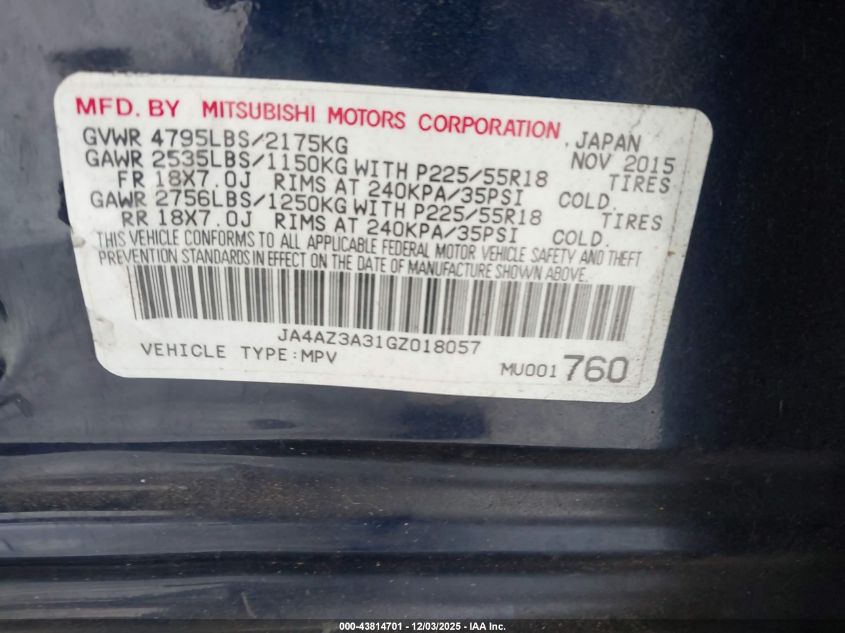 MFD. BY MITSUBISHI MOTORS CORPORATION, JAPAN
GVWR 4795LBS/2175KG NOV 2015
GAWR 2535LBS/1150KG WITH P225/55R18 TIRES
FR 18X7.0J RIMS AT 240KPA/35PSI COLD.
GAWR 2756LBS/1250KG WITH P225/55R18 TIRES
RR 18X7.0J RIMS AT 240KPA/35PSI COLD.
THIS VEHICLE CONFORMS TO ALL APPLICABLE FEDERAL MOTOR VEHICLE SAFETY AND THEFT
PREVENTION STANDARDS IN EFFECT ON THE DATE OF MANUFACTURE SHOWN ABOVE.
JA4AZ3A31GZ018057
VEHICLE TYPE:MPV MU001760
000-43814701 - 12/03/2025 - IAA Inc.